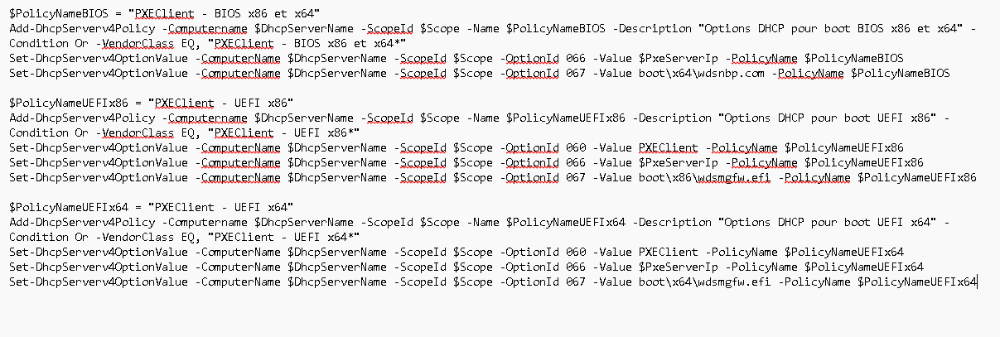 $PolicyNameBIOS = "PXEClient - BIOS x86 et x64"
Add-DhcpServerv4Policy -Computername $DhcpServerName -ScopeId $Scope -Name $PolicyNameBIOS -Description "Options DHCP pour boot BIOS x86 et x64" -
Condition Or -VendorClass EQ, "PXEClient - BIOS x86 et x64*"
Set-DhcpServerv4OptionValue -ComputerName $DhcpServerName -ScopeId $Scope -OptionId 066 -Value $PxeServerIp -PolicyName $PolicyNameBIOS
Set-DhcpServerv4OptionValue -ComputerName $DhcpServerName -ScopeId $Scope -OptionId 067 -Value boot\x64\wdsnbp.com -PolicyName $PolicyNameBIOS
$PolicyNameUEFIx86 = "PXEClient - UEFI x86"
Add-DhcpServerv4Policy -Computername $DhcpServerName -ScopeId $Scope -Name $PolicyNameUEFIx86 -Description "Options DHCP pour boot UEFI x86" -
Condition Or -VendorClass EQ, "PXEClient - UEFI x86*"
Set-DhcpServerv4OptionValue -ComputerName $DhcpServerName -ScopeId $Scope -OptionId 060 -Value PXEClient -PolicyName $PolicyNameUEFIx86
Set-DhcpServerv4OptionValue -ComputerName $DhcpServerName -ScopeId $Scope -OptionId 066 -Value $PxeServerIp -PolicyName $PolicyNameUEFIx86
Set-DhcpServerv4OptionValue -ComputerName $DhcpServerName -ScopeId $Scope -OptionId 067 -Value boot\x86\wdsmgfw.efi -PolicyName $PolicyNameUEFIx86
$PolicyNameUEFIx64 = "PXEClient - UEFI x64"
Add-DhcpServerv4Policy -Computername $DhcpServerName -ScopeId $Scope -Name $PolicyNameUEFIx64 -Description "Options DHCP pour boot UEFI x64" -
Condition Or -VendorClass EQ, "PXEClient - UEFI x64*"
Set-DhcpServerv4OptionValue -ComputerName $DhcpServerName -ScopeId $Scope -OptionId 060 -Value PXEClient -PolicyName $PolicyNameUEFIx64
Set-DhcpServerv4OptionValue -ComputerName $DhcpServerName -ScopeId $Scope -OptionId 066 -Value $PxeServerIp -PolicyName $PolicyNameUEFIx64
Set-DhcpServerv4OptionValue -ComputerName $DhcpServerName -ScopeId $Scope -OptionId 067 -Value boot\x64\wdsmgfw.efi -PolicyName $PolicyNameUEFIx64